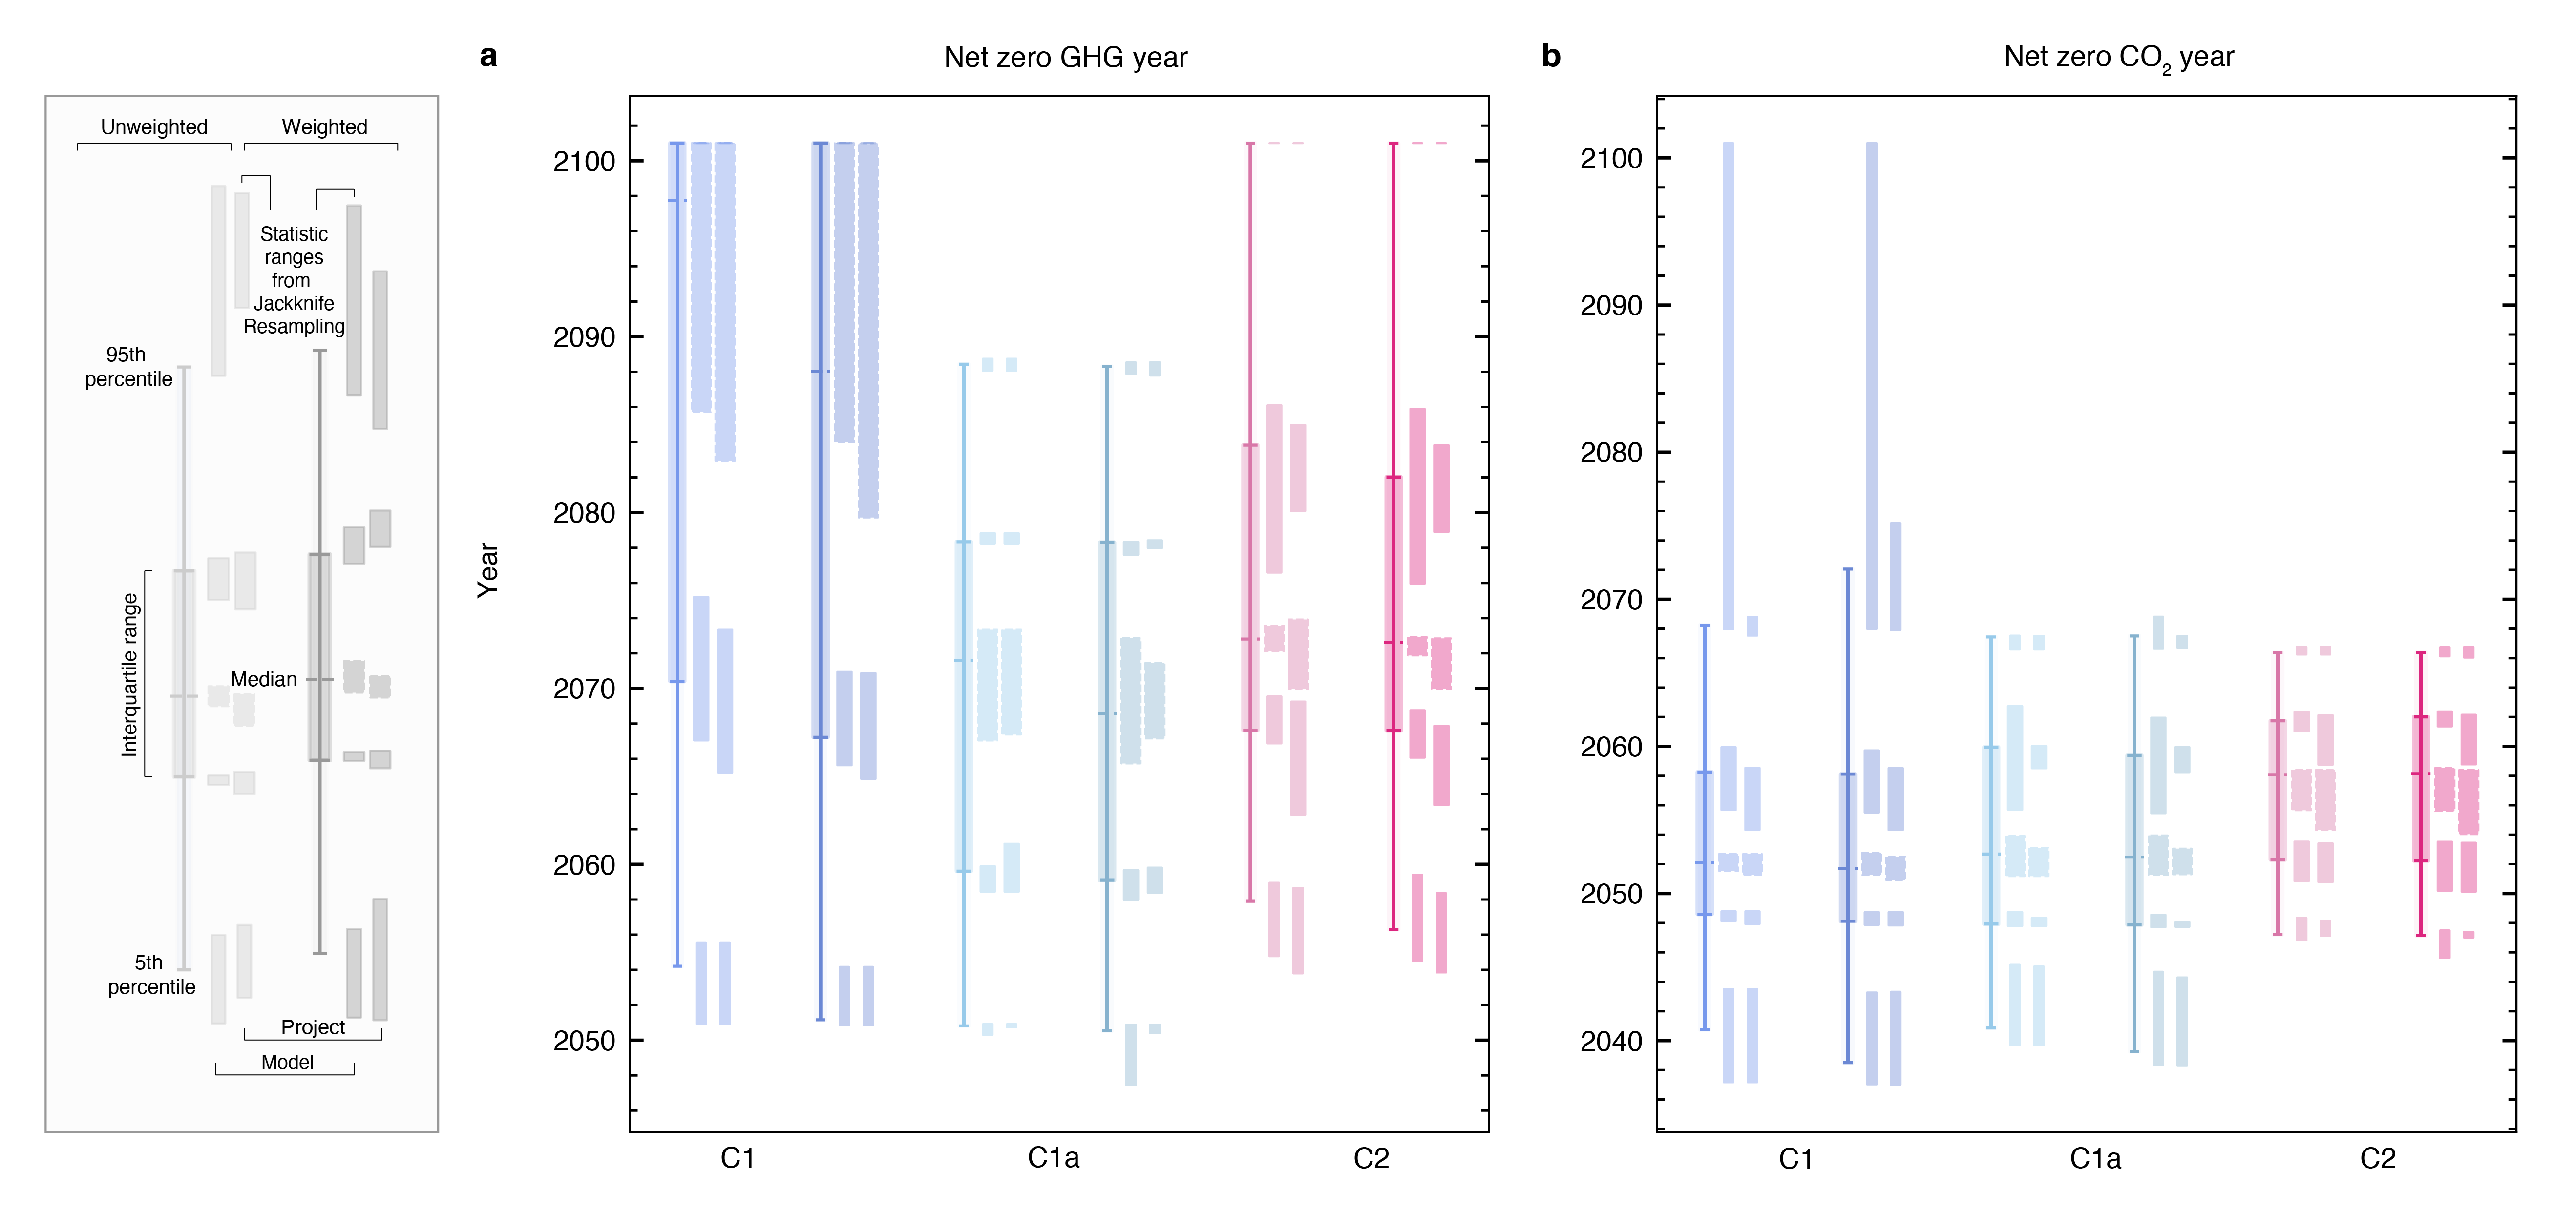 Unweighted
Weighted
Statistic
ranges
from
Jackknife
Resampling
95th
percentile
Interquartile range
Median
5th
percentile
Project
Model
a
Net zero GHG year
Year
2100
2090
2080
2070
2060
2050
C1
C1a
C2
b
Net zero CO2 year
2100
2090
2080
2070
2060
2050
2040
C1
C1a
C2